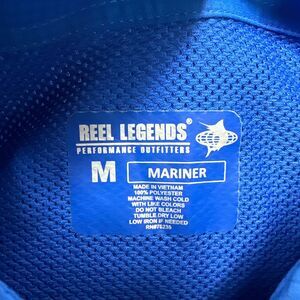 REEL LEGENDS®
PERFORMANCE OUTFITTERS
M MARINER
MADE IN VIETNAM
100% POLYESTER
MACHINE WASH COLD
WITH LIKE COLORS
DO NOT BLEACH
TUMBLE DRY LOW
LOW IRON IF NEEDED